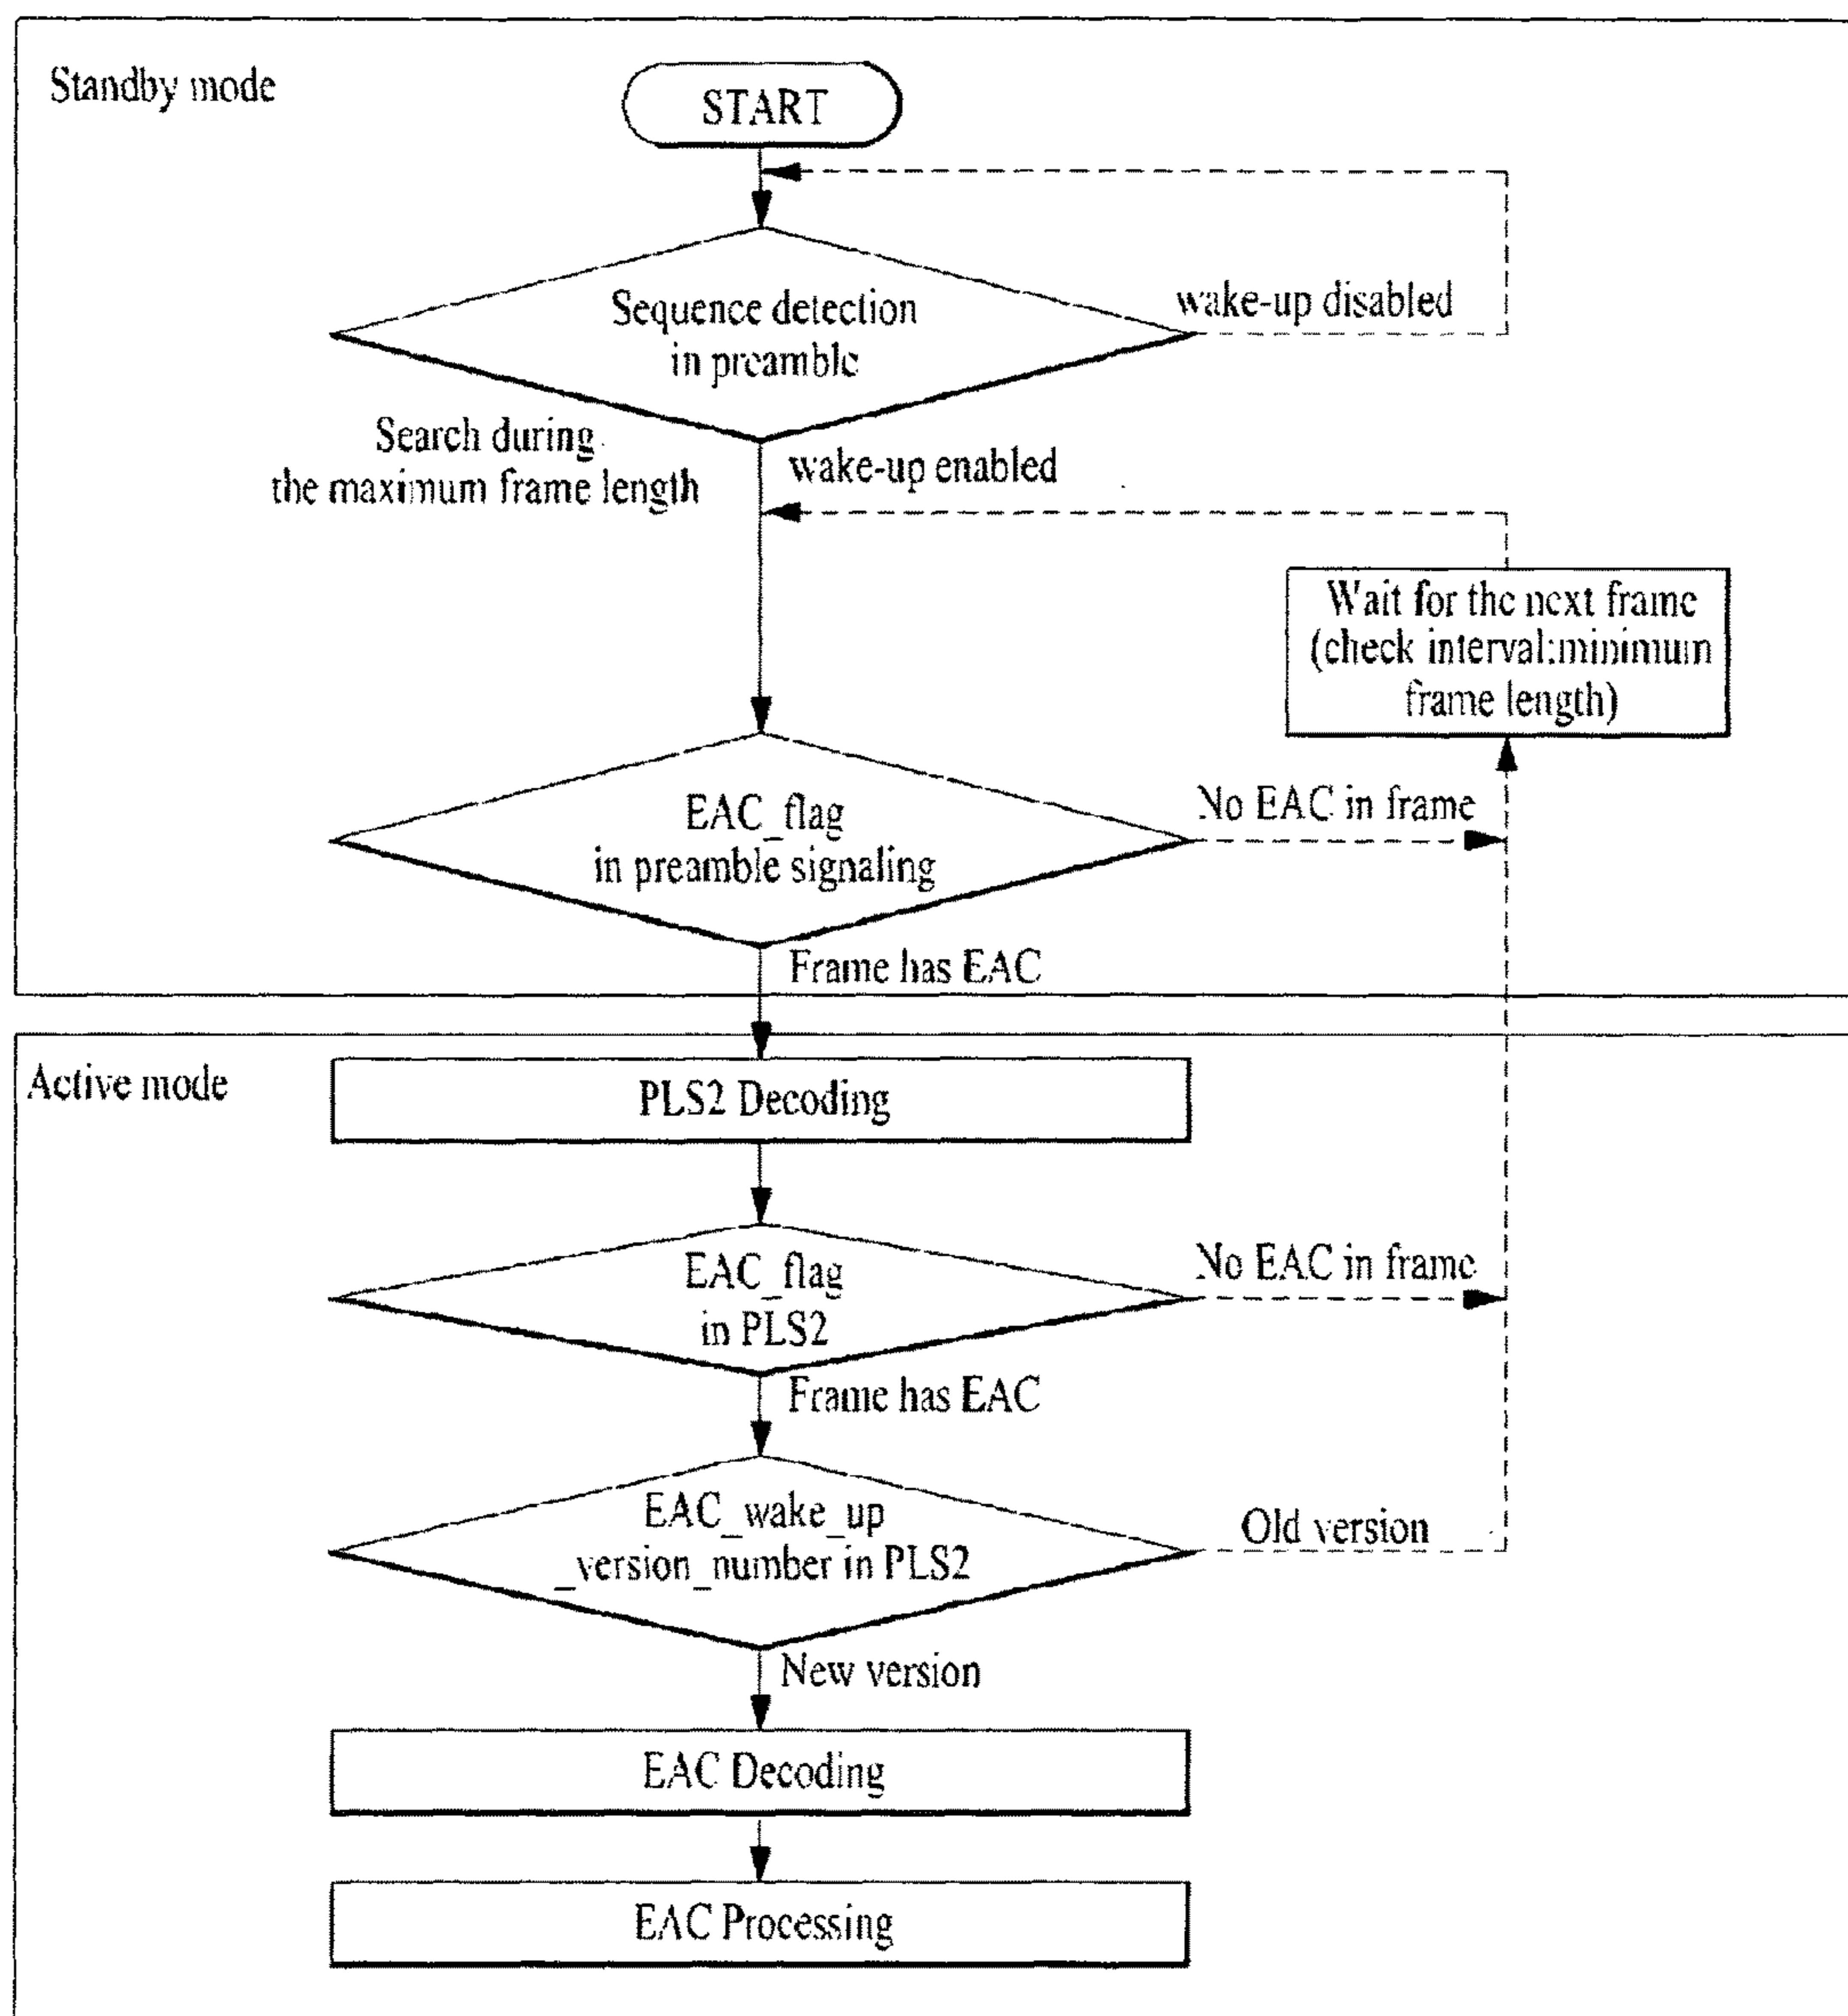 Standby mode
START
wake-up disabled
Sequence detection
in preamble
Search during
the maximum frame length
wake-up enabled
Wait for the next frame
(check interval:minimum
frame length)
EAC_flag
in preamble signaling
No EAC in frame
Frame has EAC
Active mode
PLS2 Decoding
EAC_flag
in PLS2
No EAC in frame
Frame has EAC
EAC_wake_up
_version_number in PLS2
Old version
New version
EAC Decoding
EAC Processing